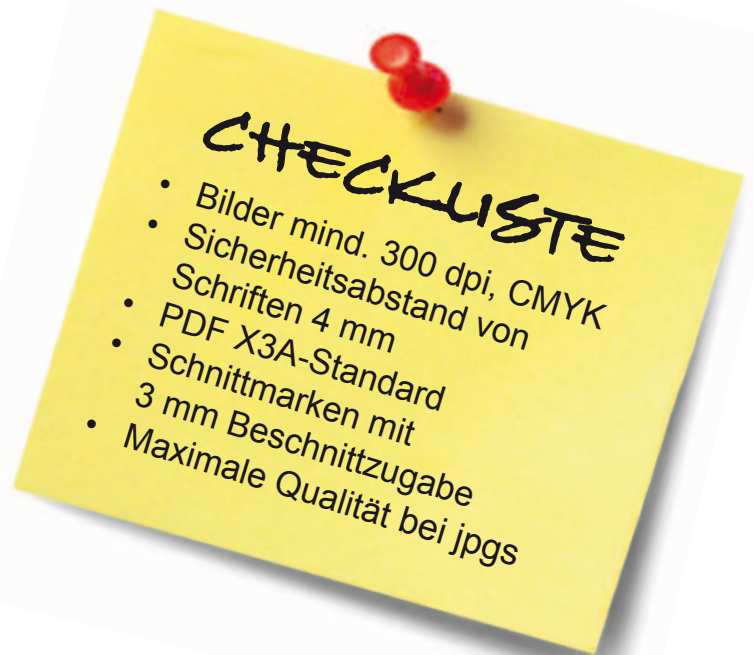 CHECKLISTE
• Bilder mind. 300 dpi, CMYK
• Sicherheitsabstand von
Schriften 4 mm
• PDF X3A-Standard
• Schnittmarken mit
3 mm Beschnittzugabe
• Maximale Qualität bei jpgs